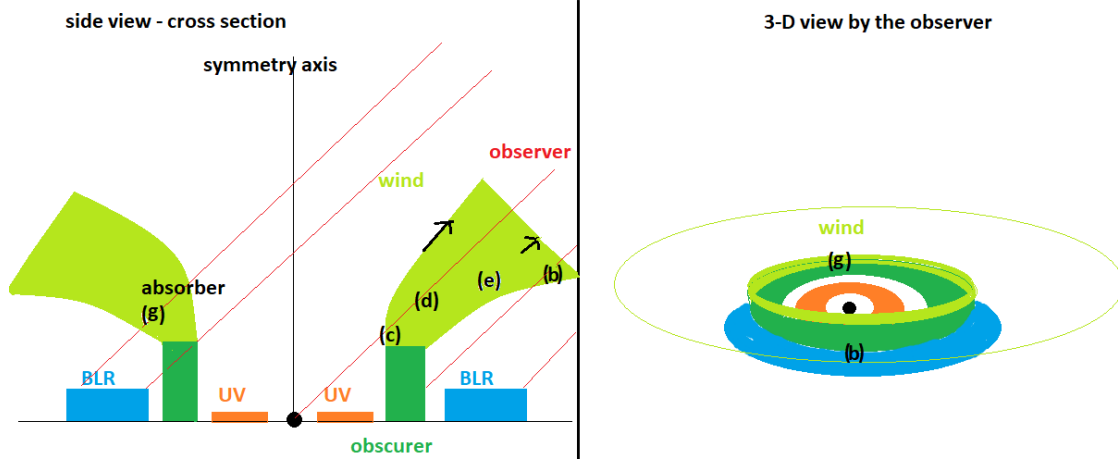 side view - cross section
symmetry axis
observer
wind
absorber
(g)
(e)
(b)
(d)
(c)
BLR
UV
UV
BLR
obscurer
3-D view by the observer
wind
(g)
(b)